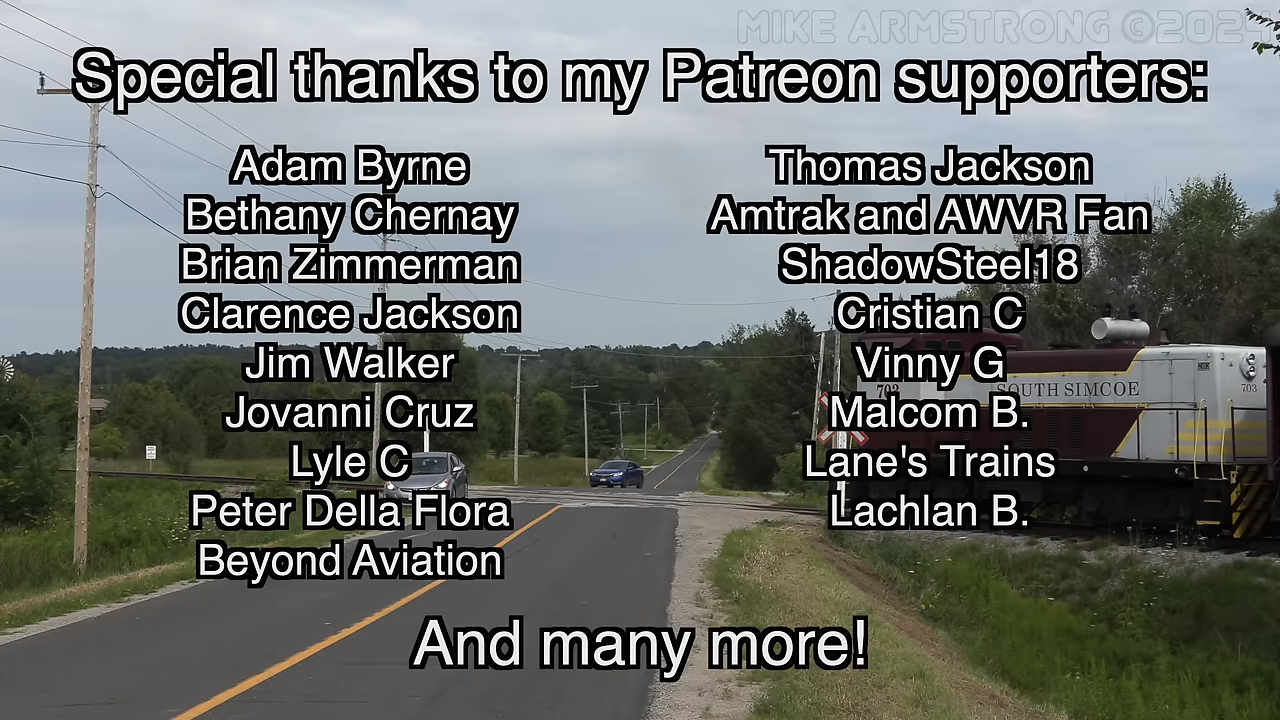 MIKE ARMSTRONG ©2024
Special thanks to my Patreon supporters:
Adam Byrne
Bethany Chernay
Brian Zimmerman
Clarence Jackson
Jim Walker
Jovanni Cruz
Lyle C
Peter Della Flora
Beyond Aviation
Thomas Jackson
Amtrak and AWVR Fan
ShadowSteel18
Cristian C
Vinny G
Malcom B.
Lane's Trains
Lachlan B.
And many more!
703
SOUTH SIMCOE
703